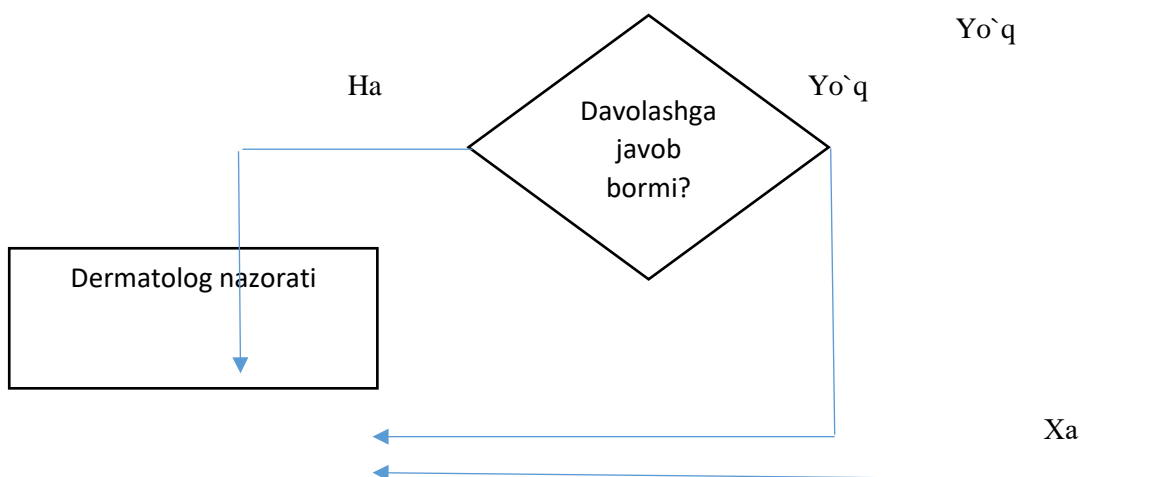 Yo`q
Ha
Yo`q
Davolashga
javob
bormi?
Dermatolog nazorati
Xa